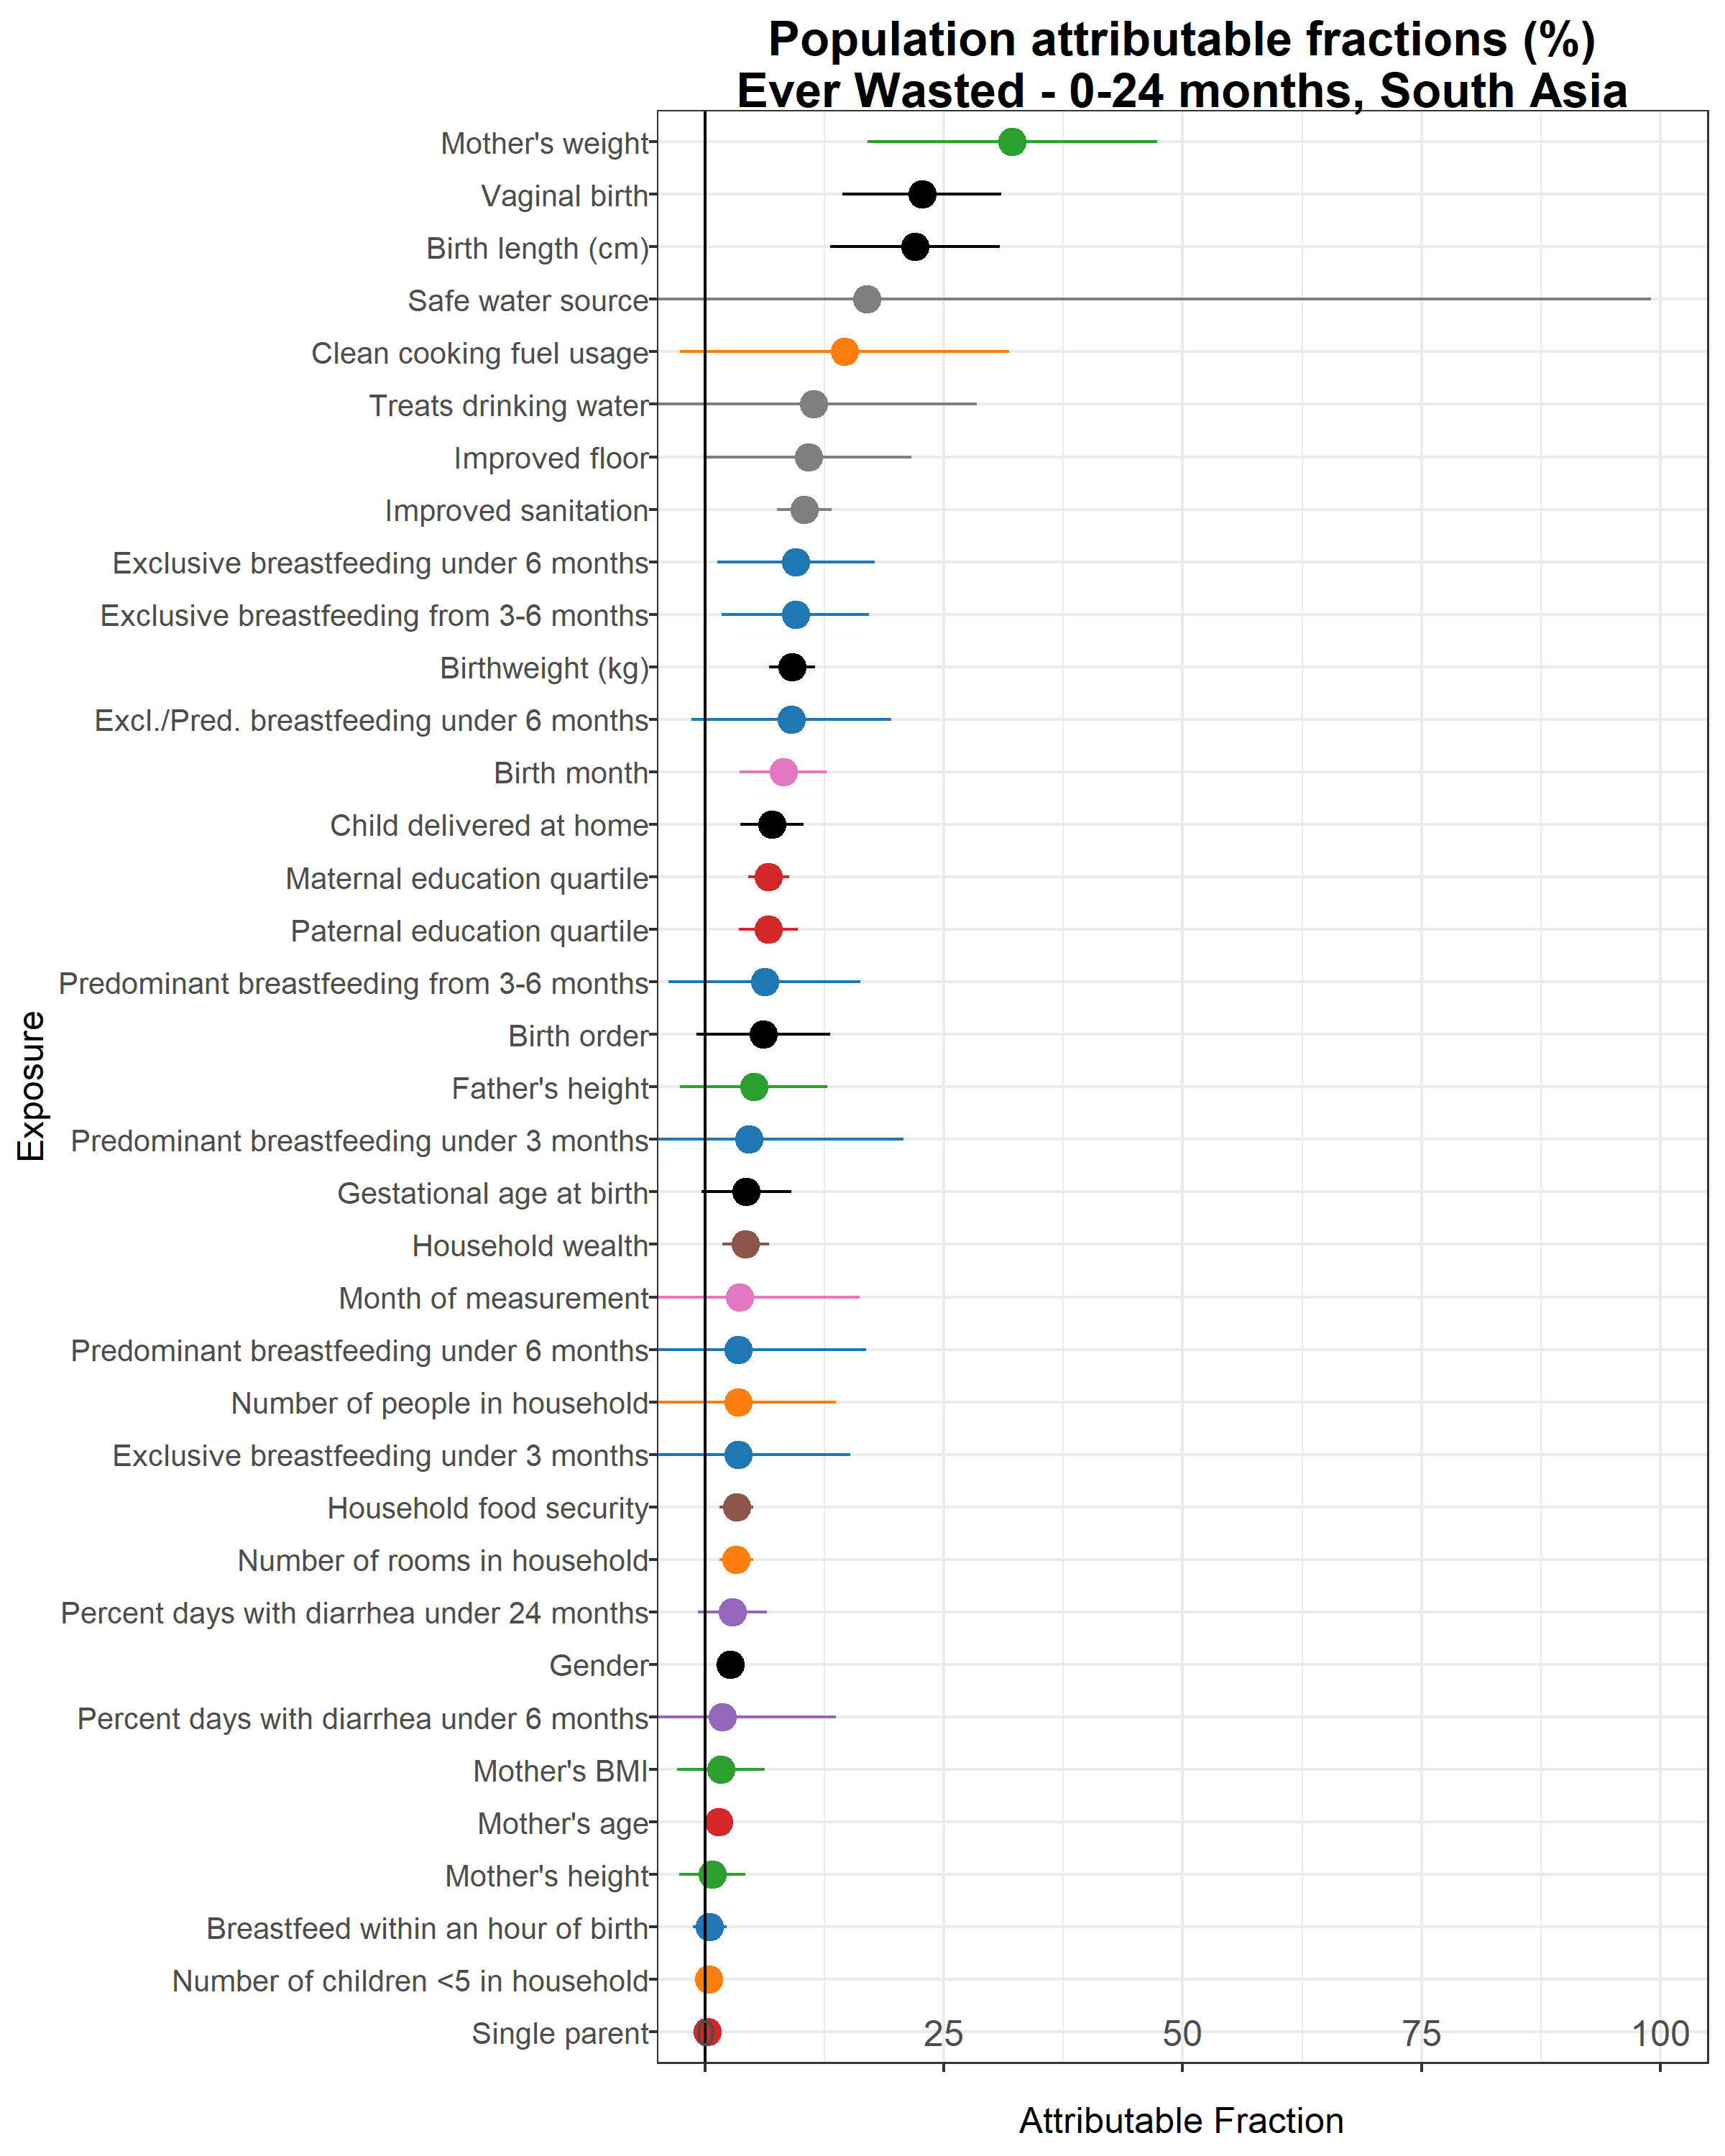 Population attributable fractions (%)
Ever Wasted - 0-24 months, South Asia
Mother's weight
Vaginal birth
Birth length (cm)
Safe water source
Clean cooking fuel usage
Treats drinking water
Improved floor
Improved sanitation
Exclusive breastfeeding under 6 months
Exclusive breastfeeding from 3-6 months
Birthweight (kg)
Excl./Pred. breastfeeding under 6 months
Birth month
Child delivered at home
Maternal education quartile
Paternal education quartile
Predominant breastfeeding from 3-6 months
Birth order
Father's height
Predominant breastfeeding under 3 months
Gestational age at birth
Household wealth
Month of measurement
Predominant breastfeeding under 6 months
Number of people in household
Exclusive breastfeeding under 3 months
Household food security
Number of rooms in household
Percent days with diarrhea under 24 months
Gender
Percent days with diarrhea under 6 months
Mother's BMI
Mother's age
Mother's height
Breastfeed within an hour of birth
Number of children <5 in household
Single parent
Exposure
0 25 50 75 100
Attributable Fraction